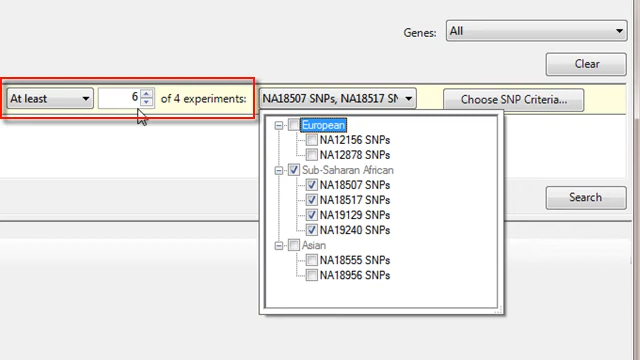 Genes: All
Clear
At least 6 of 4 experiments: NA18507 SNPs, NA18517 SN Choose SNP Criteria...
European
NA12156 SNPs
NA12878 SNPs
Sub-Saharan African
NA18507 SNPs
NA18517 SNPs
NA19129 SNPs
NA19240 SNPs
Asian
NA18555 SNPs
NA18956 SNPs
Search